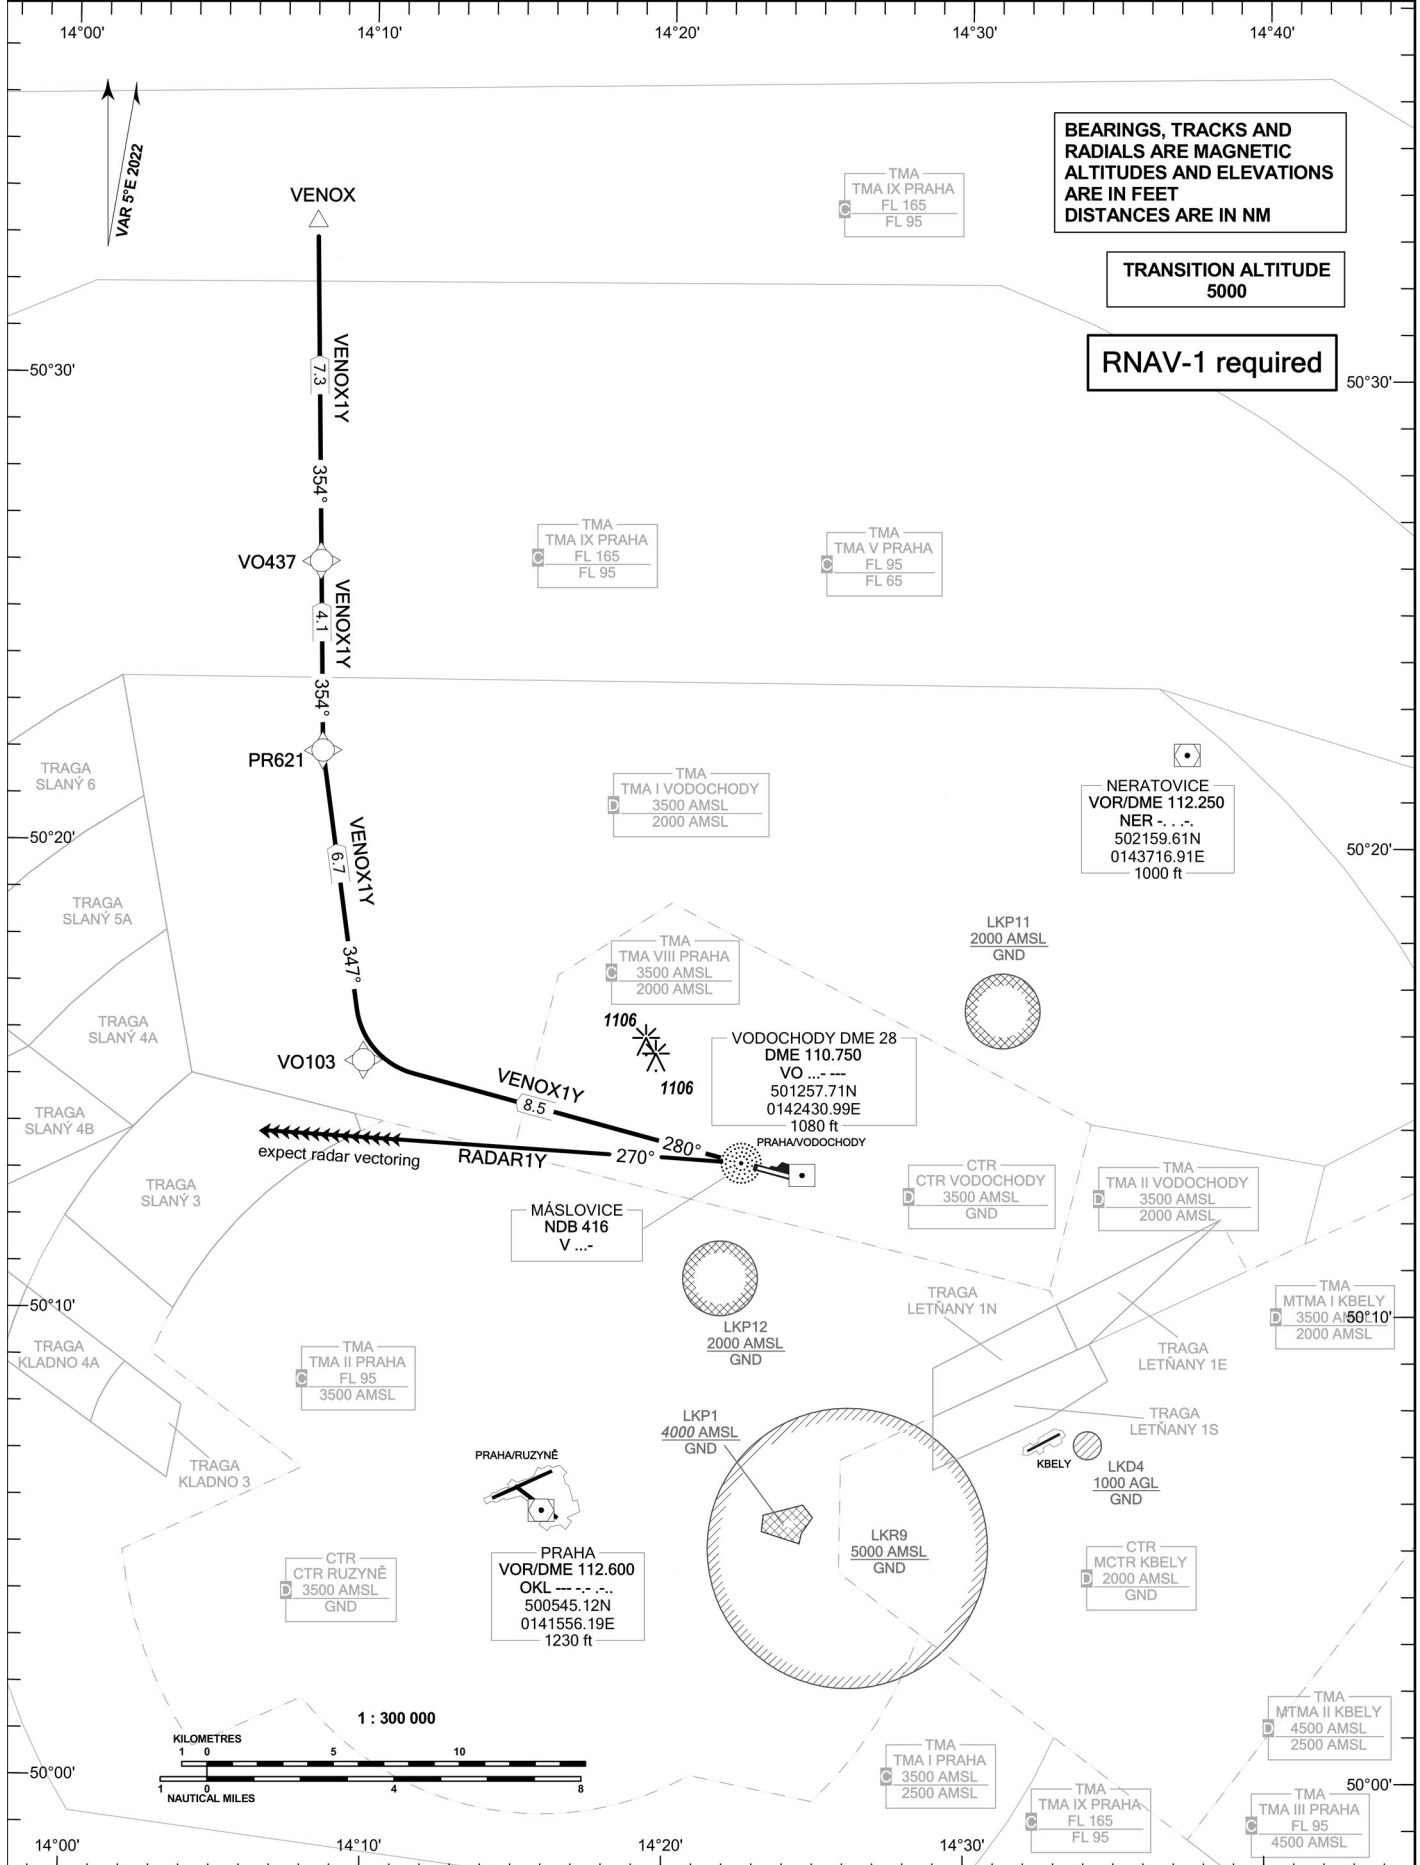 14°00'
14°10'
14°20'
14°30'
14°40'
VAR 5°E 2022
BEARINGS, TRACKS AND
RADIALS ARE MAGNETIC
ALTITUDES AND ELEVATIONS
ARE IN FEET
DISTANCES ARE IN NM
TRANSITION ALTITUDE
5000
RNAV-1 required
VENOX
TMA
TMA IX PRAHA
C
FL 165
FL 95
50°30'
50°30'
VENOX1Y
7.3
354°
VO437
TMA
TMA IX PRAHA
C
FL 165
FL 95
TMA
TMA V PRAHA
C
FL 95
FL 65
VENOX1Y
4.1
354°
PR621
TRAGA
SLANÝ 6
TMA
TMA I VODOCHODY
D
3500 AMSL
2000 AMSL
NERATOVICE
VOR/DME 112.250
NER -. . .-.
502159.61N
0143716.91E
1000 ft
50°20'
50°20'
VENOX1Y
6.7
347°
TRAGA
SLANÝ 5A
TMA
TMA VIII PRAHA
C
3500 AMSL
2000 AMSL
LKP11
2000 AMSL
GND
TRAGA
SLANÝ 4A
1106
1106
VO103
VODOCHODY DME 28
DME 110.750
VO ...- ---
501257.71N
0142430.99E
1080 ft
PRAHA/VODOCHODY
TRAGA
SLANÝ 4B
VENOX1Y
8.5
280°
expect radar vectoring
RADAR1Y
270°
TRAGA
SLANÝ 3
MÁSLOVICE
NDB 416
V ...-
CTR
CTR VODOCHODY
D
3500 AMSL
GND
TMA
TMA II VODOCHODY
D
3500 AMSL
2000 AMSL
TRAGA
LETŇANY 1N
TMA
MTMA I KBELY
D
3500 AMSL
2000 AMSL
50°10'
50°10'
LKP12
2000 AMSL
GND
TRAGA
LETŇANY 1E
TRAGA
KLADNO 4A
TMA
TMA II PRAHA
C
FL 95
3500 AMSL
TRAGA
LETŇANY 1S
LKP1
4000 AMSL
GND
TRAGA
KLADNO 3
PRAHA/RUZYNĚ
KBELY
LKD4
1000 AGL
GND
LKR9
5000 AMSL
GND
PRAHA
VOR/DME 112.600
OKL --- -.- .-..
500545.12N
0141556.19E
1230 ft
CTR
CTR RUZYNĚ
D
3500 AMSL
GND
CTR
MCTR KBELY
D
2000 AMSL
GND
1 : 300 000
KILOMETRES
1 0 5 10
1 0 4 8
NAUTICAL MILES
TMA
MTMA II KBELY
D
4500 AMSL
2500 AMSL
TMA
TMA I PRAHA
C
3500 AMSL
2500 AMSL
50°00'
50°00'
TMA
TMA IX PRAHA
C
FL 165
FL 95
TMA
TMA III PRAHA
C
FL 95
4500 AMSL
14°00'
14°10'
14°20'
14°30'